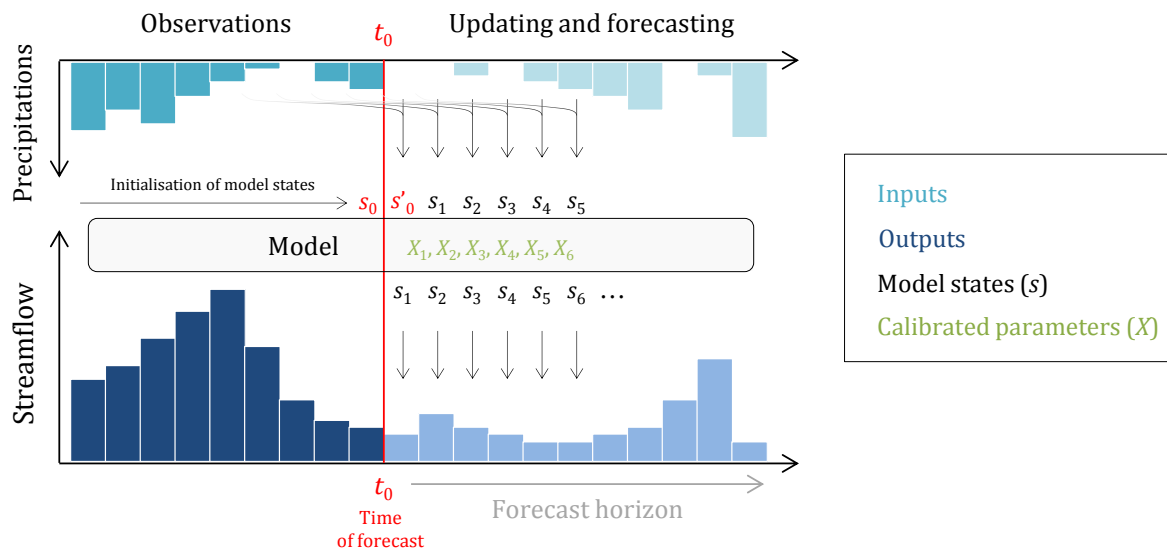 Observations
t₀
Updating and forecasting
Precipitations
Initialisation of model states
s₀
s'₀
s₁
s₂
s₃
s₄
s₅
Model
X₁, X₂, X₃, X₄, X₅, X₆
s₁
s₂
s₃
s₄
s₅
s₆
...
Streamflow
t₀
Time
of forecast
Forecast horizon
Inputs
Outputs
Model states (s)
Calibrated parameters (X)